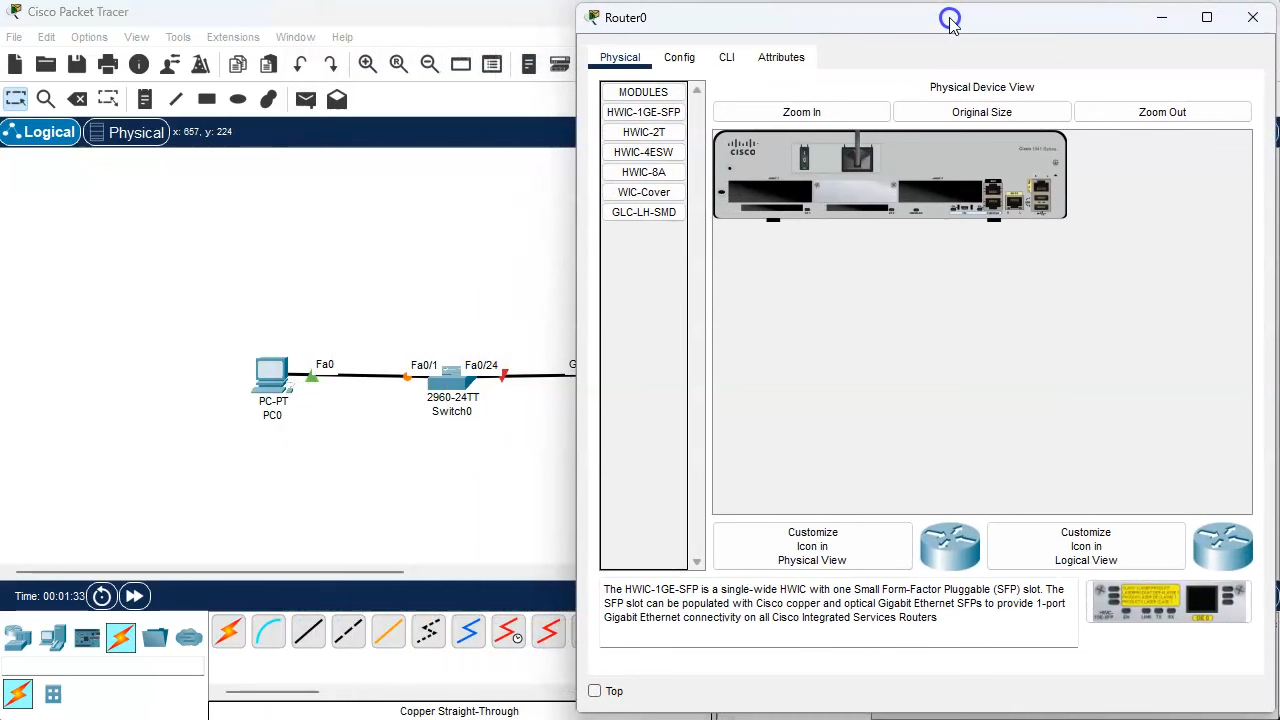 Cisco Packet Tracer
File Edit Options View Tools Extensions Window Help
Logical Physical x: 657, y: 224
Fa0
Fa0/1
Fa0/24
G
PC-PT
PC0
2960-24TT
Switch0
Time: 00:01:33
Copper Straight-Through
Router0
Physical Config CLI Attributes
MODULES
HWIC-1GE-SFP
HWIC-2T
HWIC-4ESW
HWIC-8A
WIC-Cover
GLC-LH-SMD
Physical Device View
Zoom In Original Size Zoom Out
CISCO
Customize
Icon in
Physical View
Customize
Icon in
Logical View
The HWIC-1GE-SFP is a single-wide HWIC with one Small Form-Factor Pluggable (SFP) slot. The
SFP slot can be populated with Cisco copper and optical Gigabit Ethernet SFPs to provide 1-port
Gigabit Ethernet connectivity on all Cisco Integrated Services Routers
Top